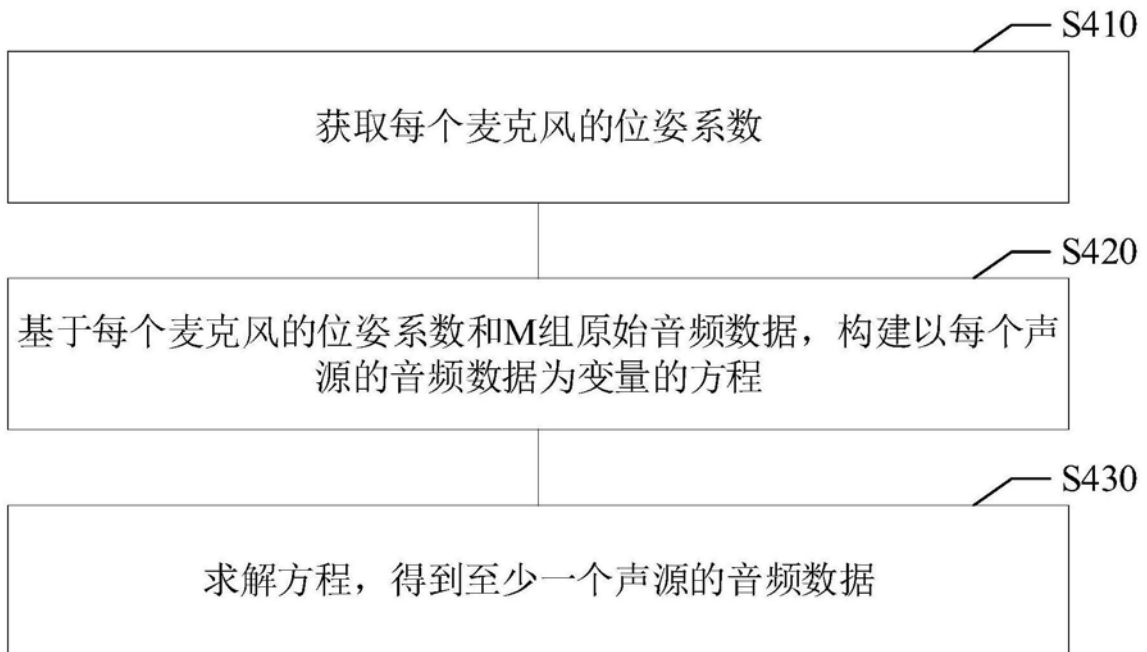 S410
获取每个麦克风的位姿系数
S420
基于每个麦克风的位姿系数和M组原始音频数据，构建以每个声
源的音频数据为变量的方程
S430
求解方程，得到至少一个声源的音频数据